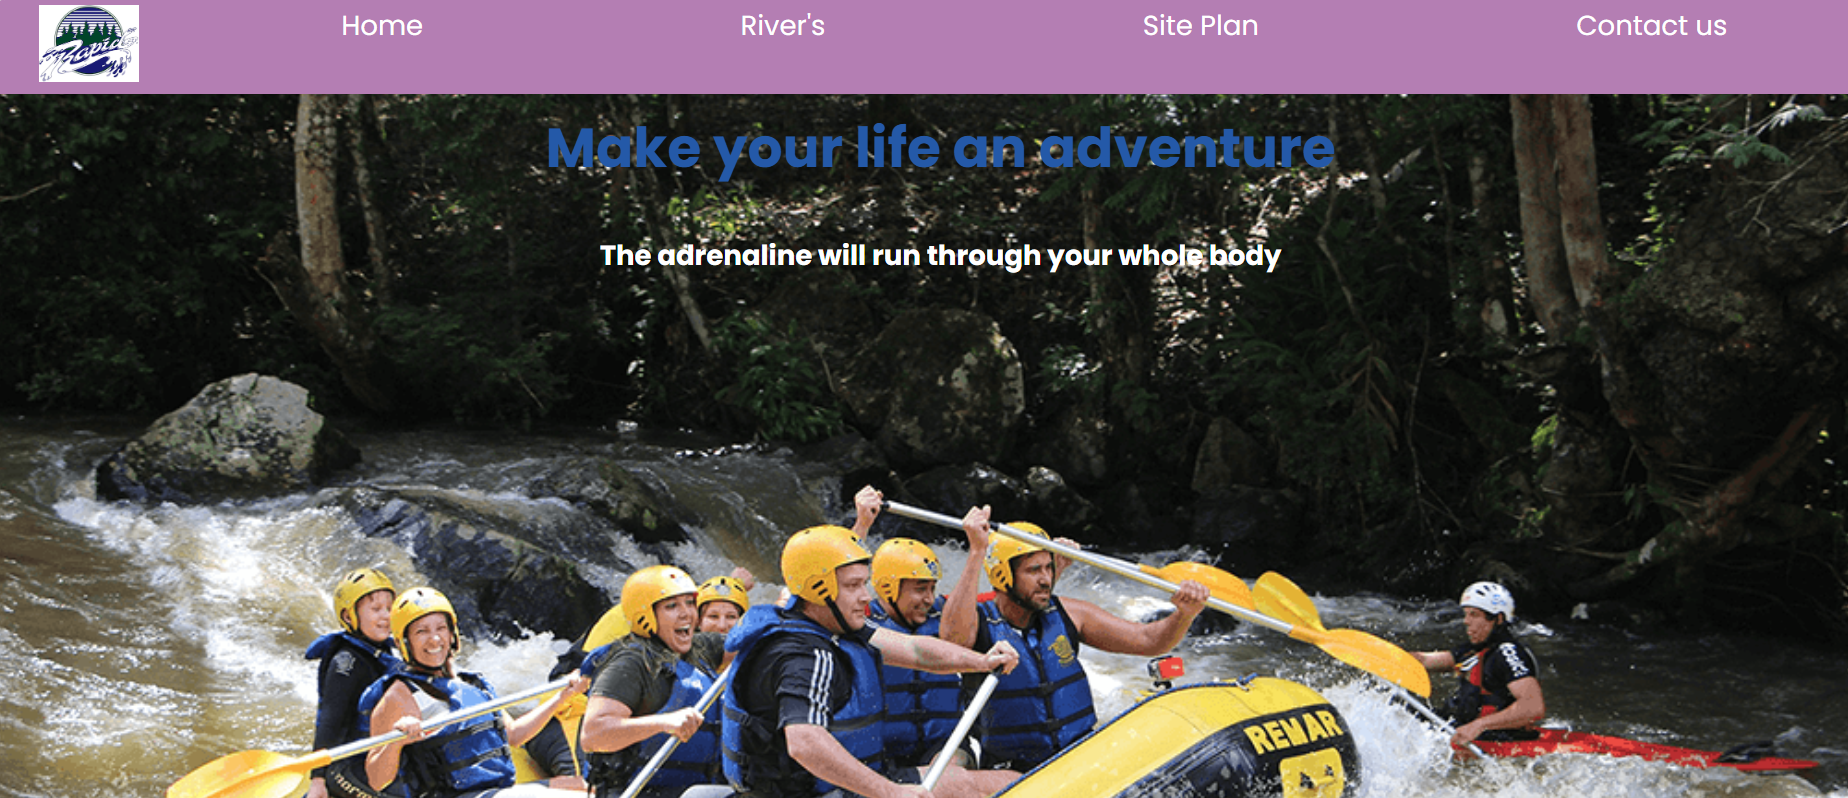 Rapids
Home
River's
Site Plan
Contact us
Make your life an adventure
The adrenaline will run through your whole body
REMAR